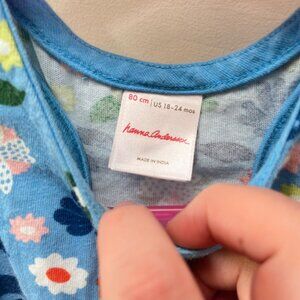 80 cm | US 18-24 mos
hanna andersson
MADE IN INDIA